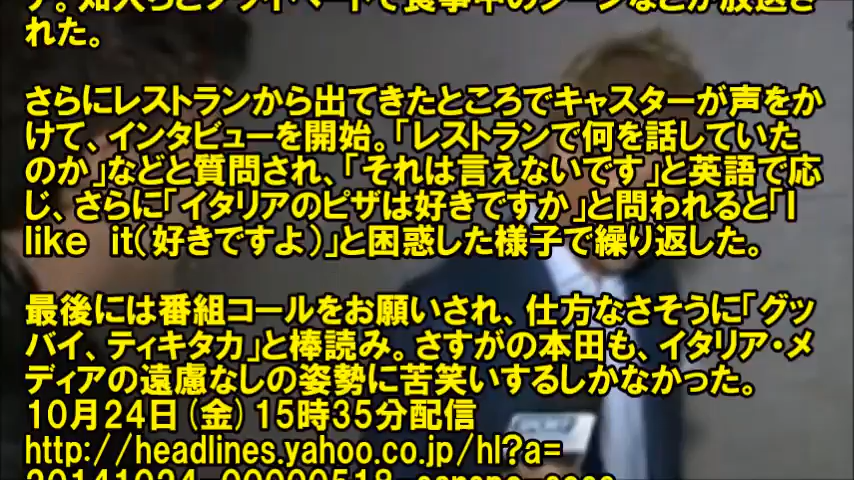 れた。
さらにレストランから出てきたところでキャスターが声をか
けて、インタビューを開始。「レストランで何を話していた
のか」などと質問され、「それは言えないです」と英語で応
じ、さらに「イタリアのピザは好きですか」と問われると「I
like it(好きですよ)」と困惑した様子で繰り返した。
最後には番組コールをお願いされ、仕方なさそうに「グッ
バイ、ティキタカ」と棒読み。さすがの本田も、イタリア・メ
ディアの遠慮なしの姿勢に苦笑いするしかなかった。
10月24日(金)15時35分配信
http://headlines.yahoo.co.jp/hl?a=